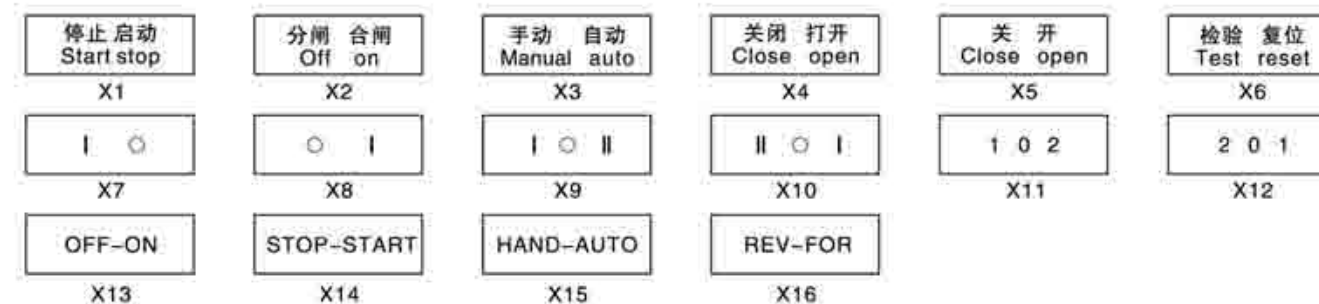 停止 启动 分闸 合闸 手动 自动 关闭 打开 关 开 检验 复位
Start stop Off on Manual auto Close open Close open Test reset
X1 X2 X3 X4 X5 X6
I ○ ○ I I ○ II II ○ I 1 0 2 2 0 1
X7 X8 X9 X10 X11 X12
OFF-ON STOP-START HAND-AUTO REV-FOR
X13 X14 X15 X16